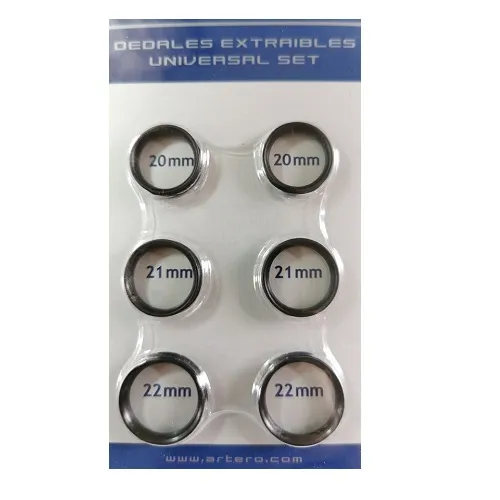 DEDALES EXTRAIBLES
UNIVERSAL SET
20mm 20mm
21mm 21mm
22mm 22mm
www.artero.com